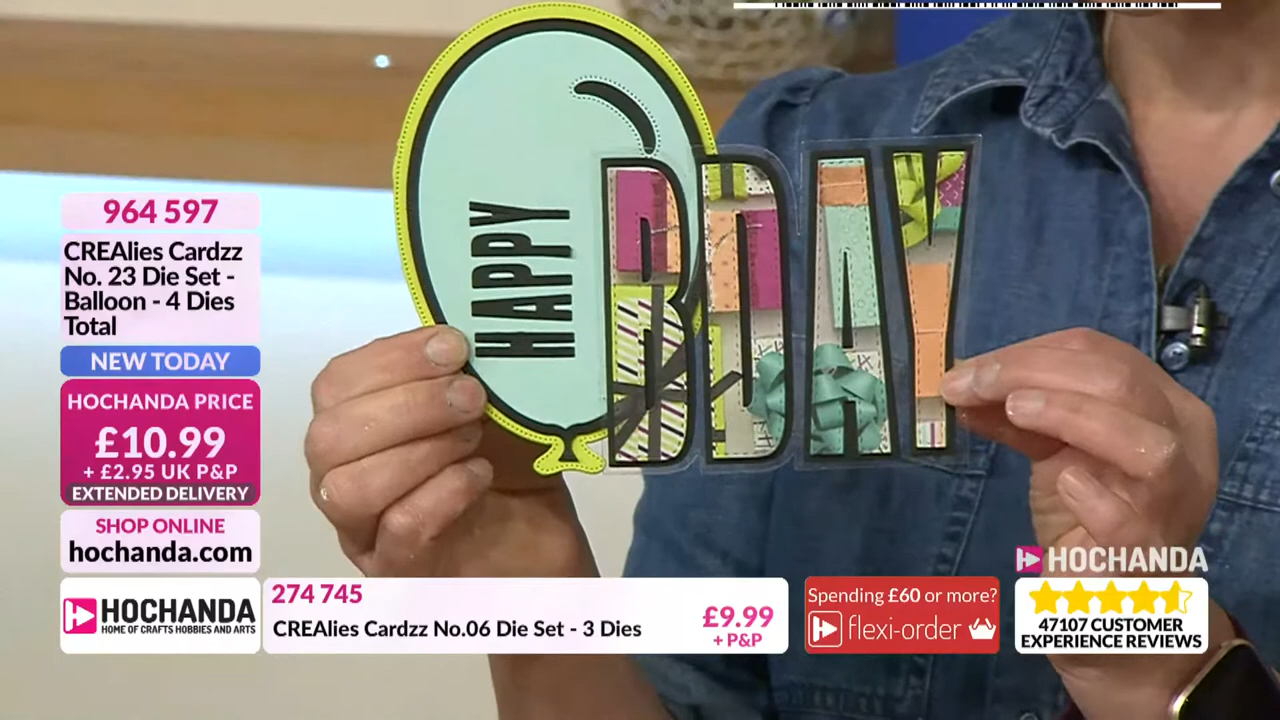 964 597
CREAlies Cardzz
No. 23 Die Set -
Balloon - 4 Dies
Total
NEW TODAY
HOCHANDA PRICE
£10.99
+ £2.95 UK P&P
EXTENDED DELIVERY
SHOP ONLINE
hochanda.com
HAPPY
BDAY
HOCHANDA
HOME OF CRAFTS HOBBIES AND ARTS
274 745
CREAlies Cardzz No.06 Die Set - 3 Dies
£9.99
+ P&P
Spending £60 or more?
flexi-order
HOCHANDA
47107 CUSTOMER
EXPERIENCE REVIEWS